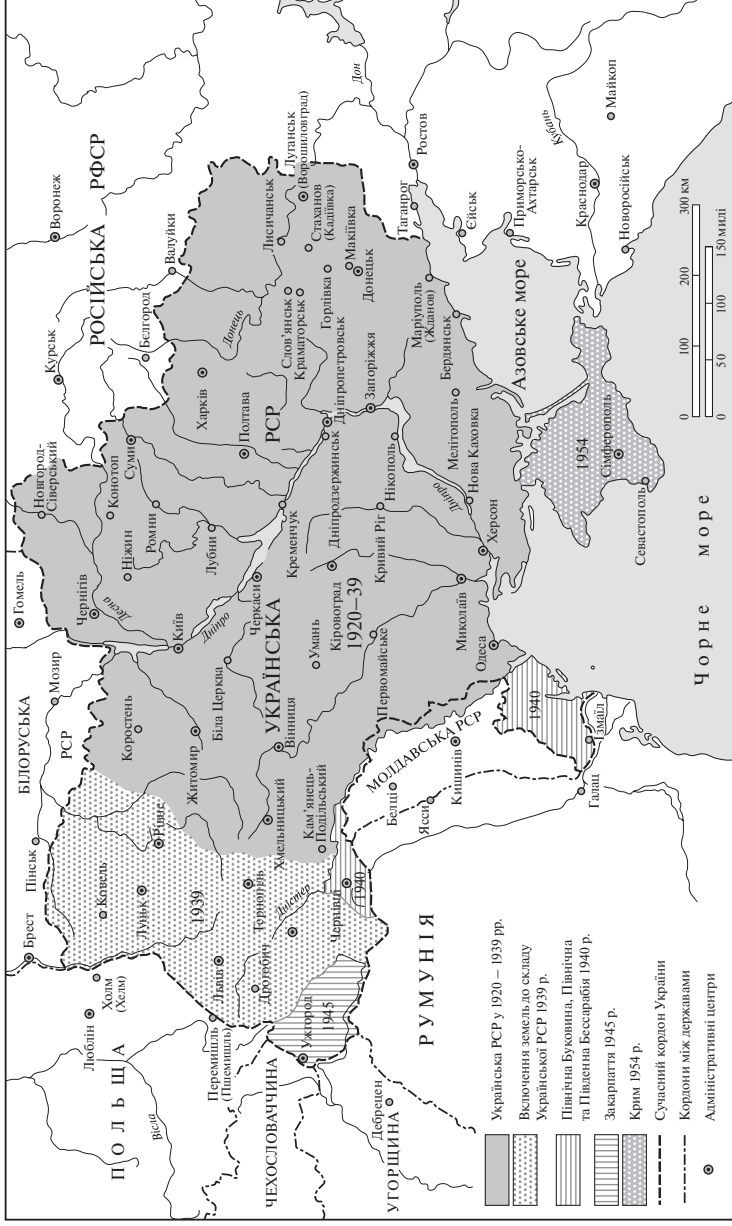 ПОЛЬЩА
Вісла
Люблін
Холм
(Хелм)
Брест
Пінськ
БІЛОРУСЬКА
РСР
Мозир
Гомель
Ковель
Луцьк
Рівне
1939
Львів
Дрогобич
Тернопіль
Дністер
Перемишль
(Пшемишль)
ЧЕХОСЛОВАЧЧИНА
Ужгород
1945
УГОРЩИНА
Дебрецен
РУМУНІЯ
Чернівці
1940
Кам’янець-
Подільський
Хмельницький
Коростень
Житомир
Вінниця
Біла Церква
Київ
Дніпро
Чернігів
Десна
Новгород-
Сіверський
Конотоп
Ніжин
Ромни
Суми
Лубни
Черкаси
УКРАЇНСЬКА
РСР
1920–39
Умань
Кіровоград
Первомайське
Кременчук
Полтава
Харків
Дніпродзержинськ
Дніпропетровськ
Кривий Ріг
Нікополь
Запоріжжя
Дніпро
Курськ
Воронеж
РОСІЙСЬКА РФСР
Бєлгород
Валуйки
Донець
Слов’янськ
Краматорськ
Лисичанськ
Луганськ
(Ворошиловград)
Стаханов
(Кадіївка)
Горлівка
Макіївка
Донецьк
Маріуполь
(Жданов)
Бердянськ
Мелітополь
Нова Каховка
Херсон
Миколаїв
Одеса
МОЛДАВСЬКА РСР
Белці
Ясси
Кишинів
1940
Ізмаїл
Галац
Дон
Ростов
Таганрог
Єйськ
Приморсько-
Ахтарськ
Азовське море
Кубань
Краснодар
Майкоп
Новоросійськ
1954
Сімферополь
Севастополь
Чорне море
0 100 200 300 км
0 50 100 150 милі
Українська РСР у 1920 – 1939 рр.
Включення земель до складу
Української РСР 1939 р.
Північна Буковина, Північна
та Південна Бессарабія 1940 р.
Закарпаття 1945 р.
Крим 1954 р.
Сучасний кордон України
Кордони між державами
Адміністративні центри